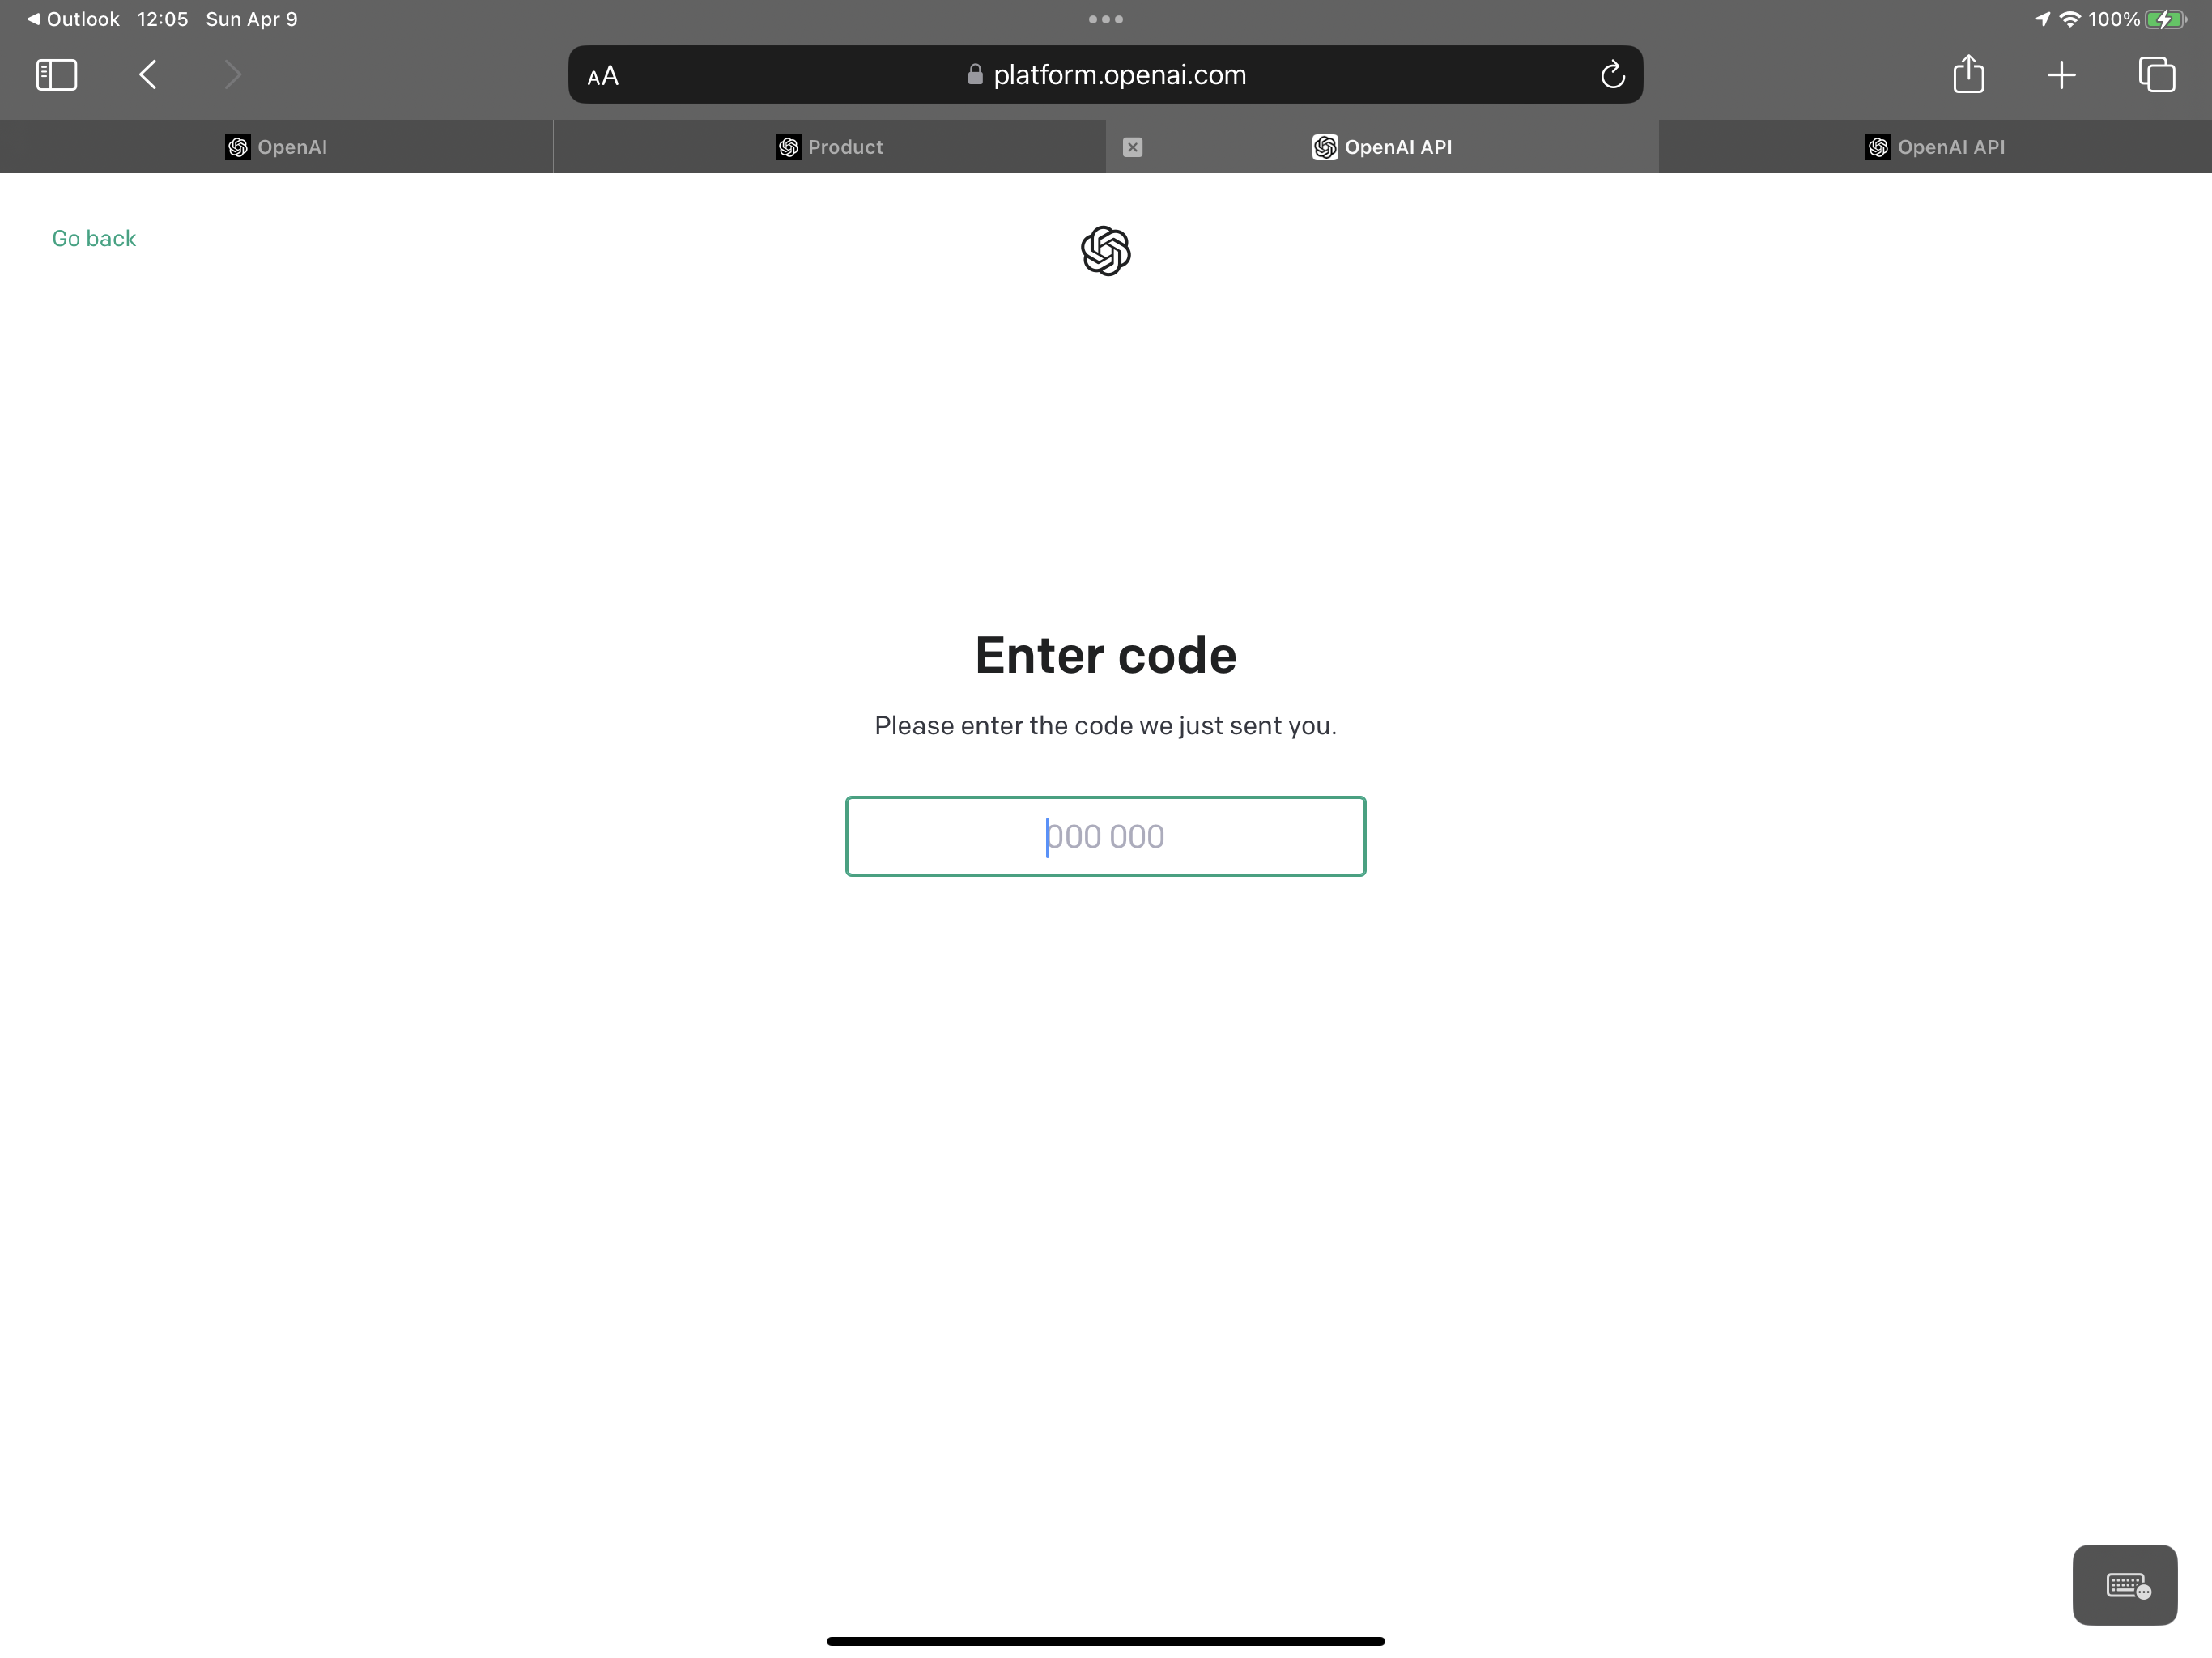 Outlook 12:05 Sun Apr 9 100%
AA platform.openai.com
OpenAI Product OpenAI API OpenAI API
Go back
Enter code
Please enter the code we just sent you.
000 000